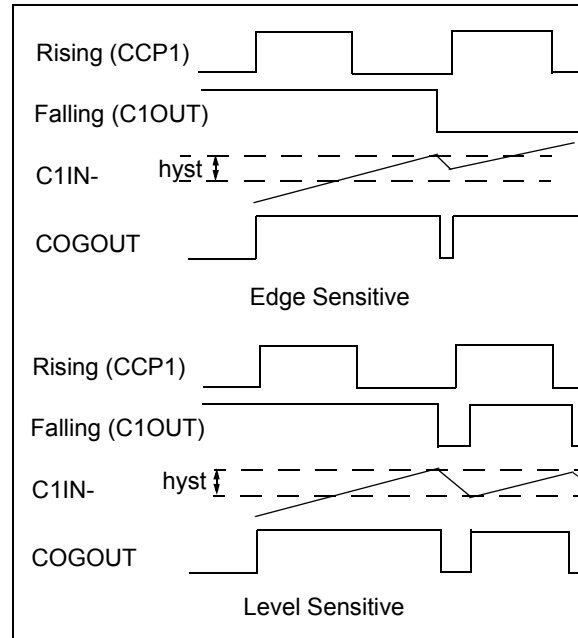 Rising (CCP1)
Falling (C1OUT)
hyst
C1IN-
COGOUT
Edge Sensitive
Rising (CCP1)
Falling (C1OUT)
hyst
C1IN-
COGOUT
Level Sensitive